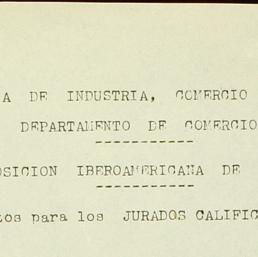 A DE INDUSTRIA, COMERCIO
DEPARTAMENTO DE COMERCIO
OSICION IBEROAMERICANA DE
tos para los JURADOS CALIFIC